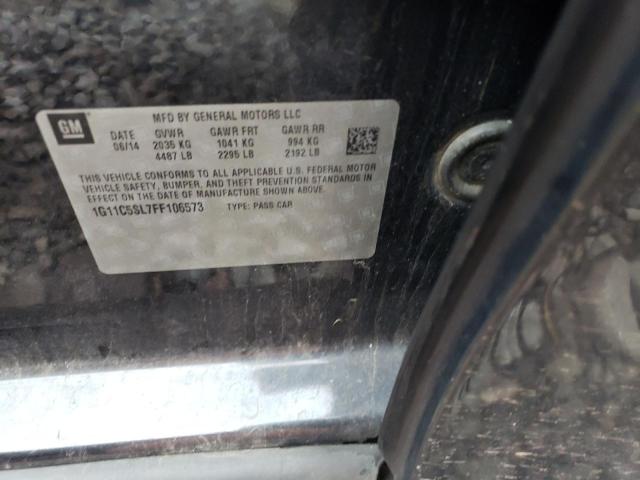 GM
MFD BY GENERAL MOTORS LLC
DATE GVWR GAWR FRT GAWR RR
06/14 2035 KG 1041 KG 994 KG
4487 LB 2295 LB 2192 LB
THIS VEHICLE CONFORMS TO ALL APPLICABLE U.S. FEDERAL MOTOR
VEHICLE SAFETY, BUMPER, AND THEFT PREVENTION STANDARDS IN
EFFECT ON THE DATE OF MANUFACTURE SHOWN ABOVE.
1G11C5SL7FF106573 TYPE: PASS CAR